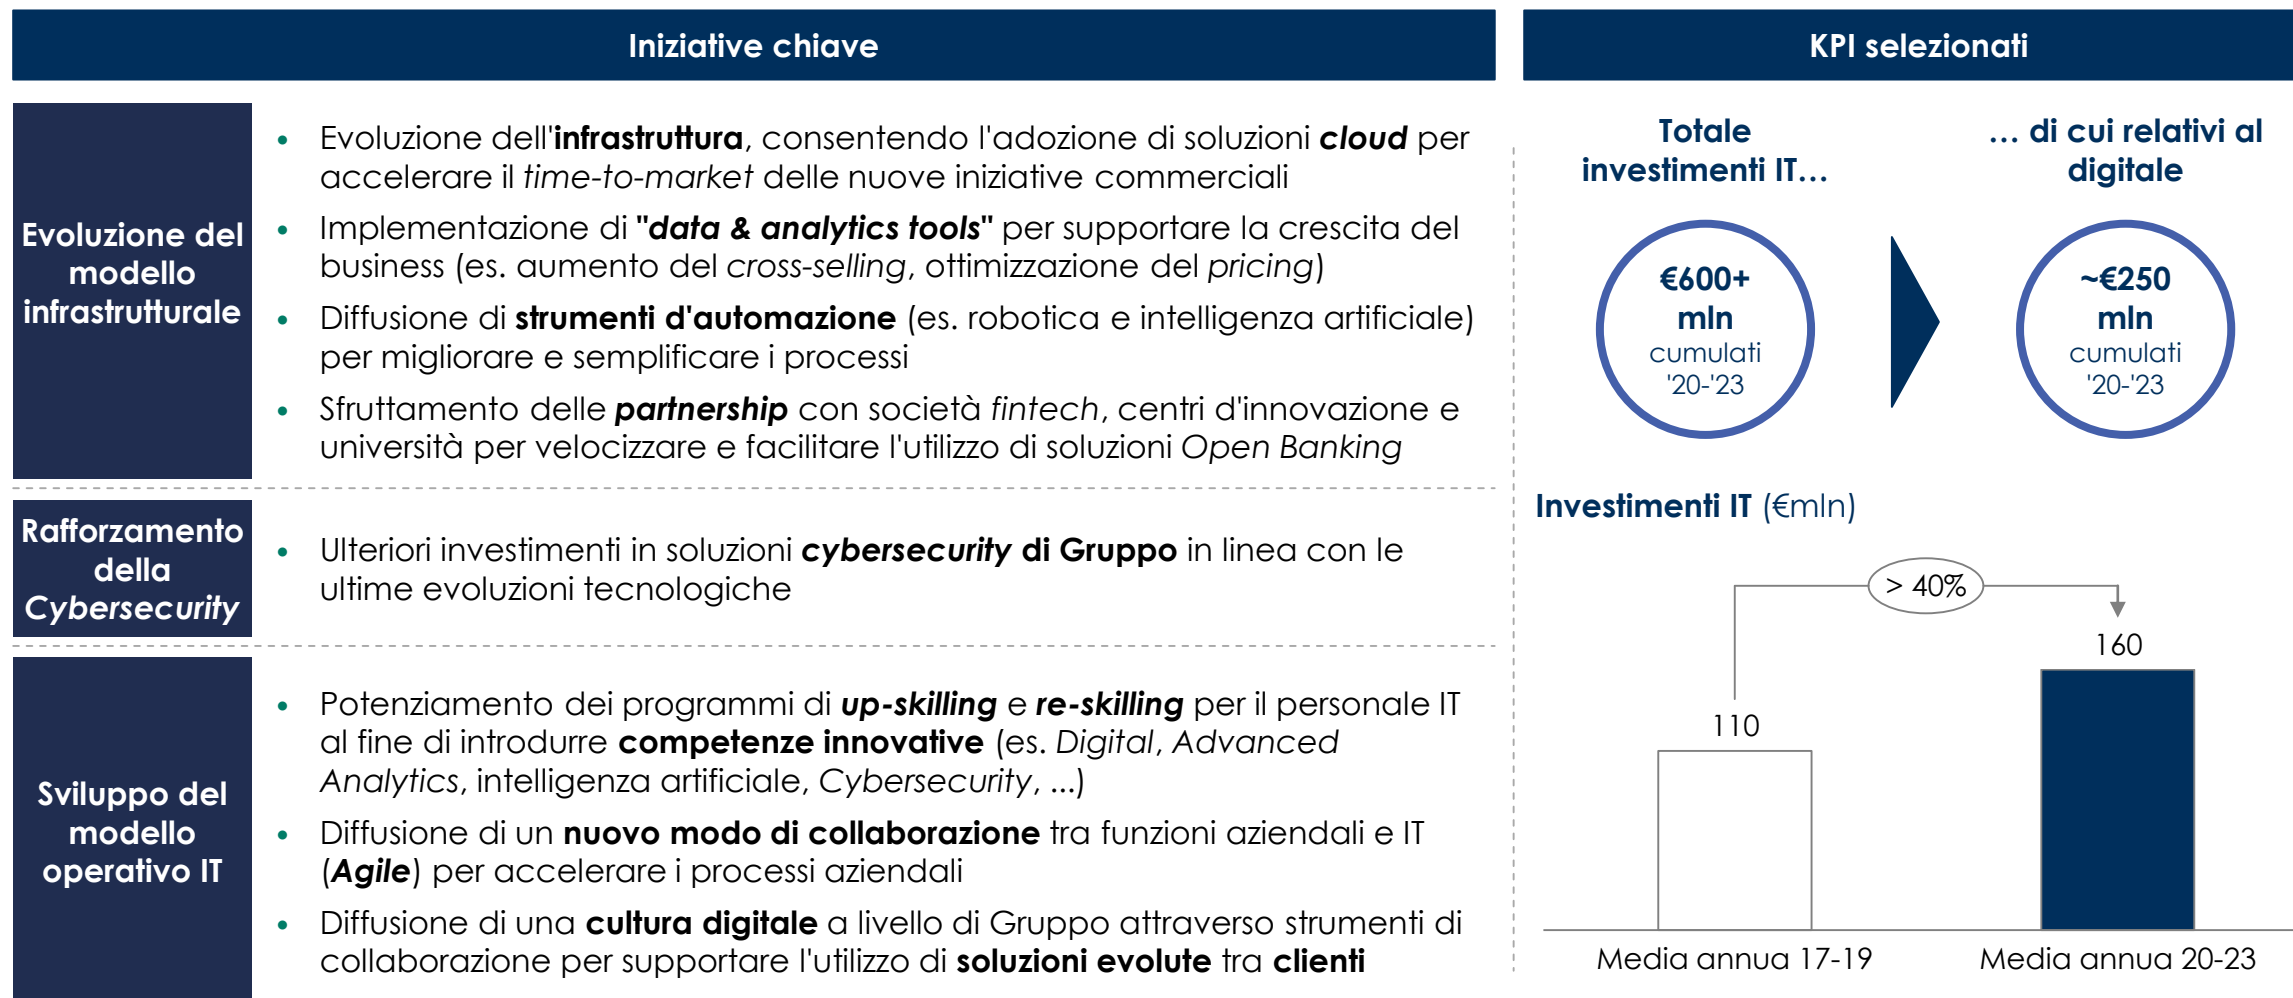 Iniziative chiave
KPI selezionati
Evoluzione del
modello
infrastrutturale
• Evoluzione dell'infrastruttura, consentendo l'adozione di soluzioni cloud per
accelerare il time-to-market delle nuove iniziative commerciali
• Implementazione di "data & analytics tools" per supportare la crescita del
business (es. aumento del cross-selling, ottimizzazione del pricing)
• Diffusione di strumenti d'automazione (es. robotica e intelligenza artificiale)
per migliorare e semplificare i processi
• Sfruttamento delle partnership con società fintech, centri d'innovazione e
università per velocizzare e facilitare l'utilizzo di soluzioni Open Banking
Rafforzamento
della
Cybersecurity
• Ulteriori investimenti in soluzioni cybersecurity di Gruppo in linea con le
ultime evoluzioni tecnologiche
Sviluppo del
modello
operativo IT
• Potenziamento dei programmi di up-skilling e re-skilling per il personale IT
al fine di introdurre competenze innovative (es. Digital, Advanced
Analytics, intelligenza artificiale, Cybersecurity, ...)
• Diffusione di un nuovo modo di collaborazione tra funzioni aziendali e IT
(Agile) per accelerare i processi aziendali
• Diffusione di una cultura digitale a livello di Gruppo attraverso strumenti di
collaborazione per supportare l'utilizzo di soluzioni evolute tra clienti
Totale
investimenti IT...
... di cui relativi al
digitale
€600+
mln
cumulati
'20-'23
~€250
mln
cumulati
'20-'23
Investimenti IT (€mln)
> 40%
110
160
Media annua 17-19
Media annua 20-23